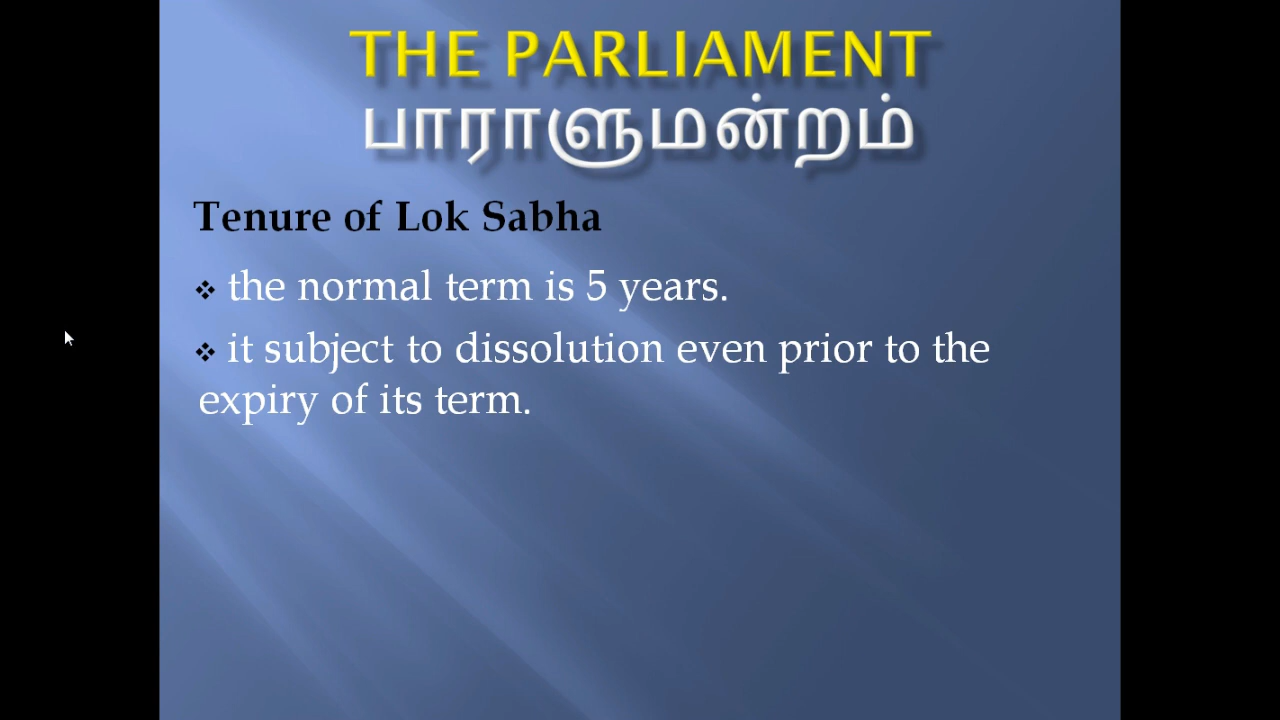 THE PARLIAMENT
பாராளுமன்றம்
Tenure of Lok Sabha
❖ the normal term is 5 years.
❖ it subject to dissolution even prior to the
expiry of its term.